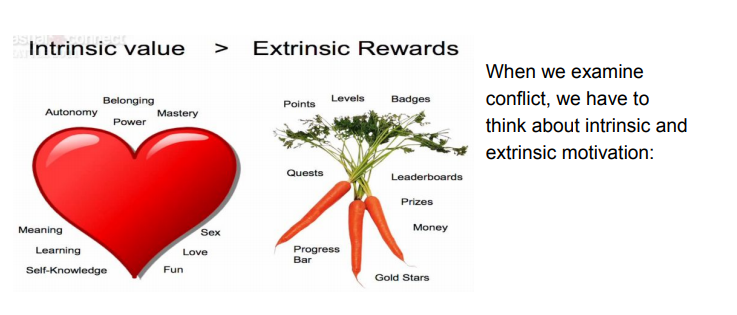 Intrinsic value > Extrinsic Rewards
When we examine
conflict, we have to
think about intrinsic and
extrinsic motivation:
Belonging
Autonomy
Mastery
Power
Meaning
Learning
Self-Knowledge
Sex
Love
Fun
Points
Levels
Badges
Quests
Leaderboards
Prizes
Money
Progress
Bar
Gold Stars